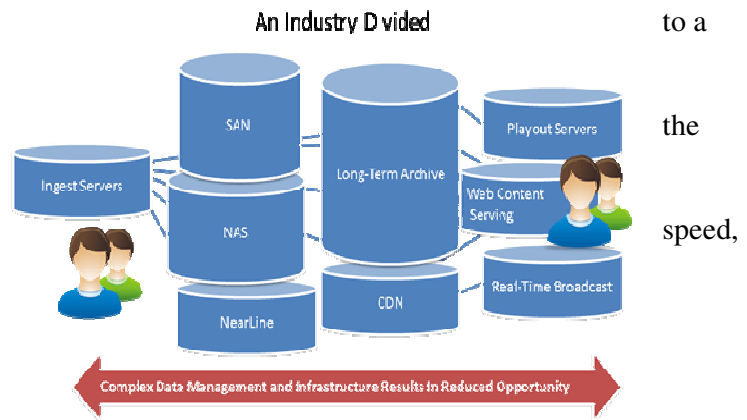 An Industry D vided
to a
SAN
Playout Servers
the
Long-Term Archive
Ingest Servers
Web Content
Serving
NAS
speed,
Real-Time Broadcast
CDN
NearLine
Complex Data Management and Infrastructure Results in Reduced Opportunity